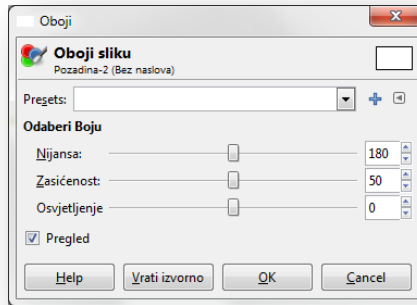 Oboji
Oboji sliku
Pozadina-2 (Bez naslova)
Presets:
Odaberi Boju
Nijansa: 180
Zasićenost: 50
Osvjetljenje 0
Pregled
Help Vrati izvorno OK Cancel